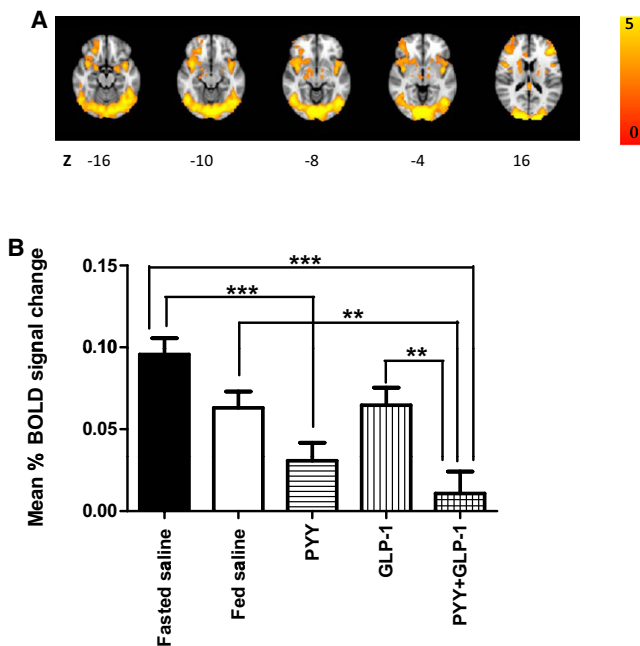 A
5
0
Z -16 -10 -8 -4 16
B
Mean % BOLD signal change
0.15
0.10
0.05
0.00
***
***
**
**
Fasted saline
Fed saline
PYY
GLP-1
PYY+GLP-1